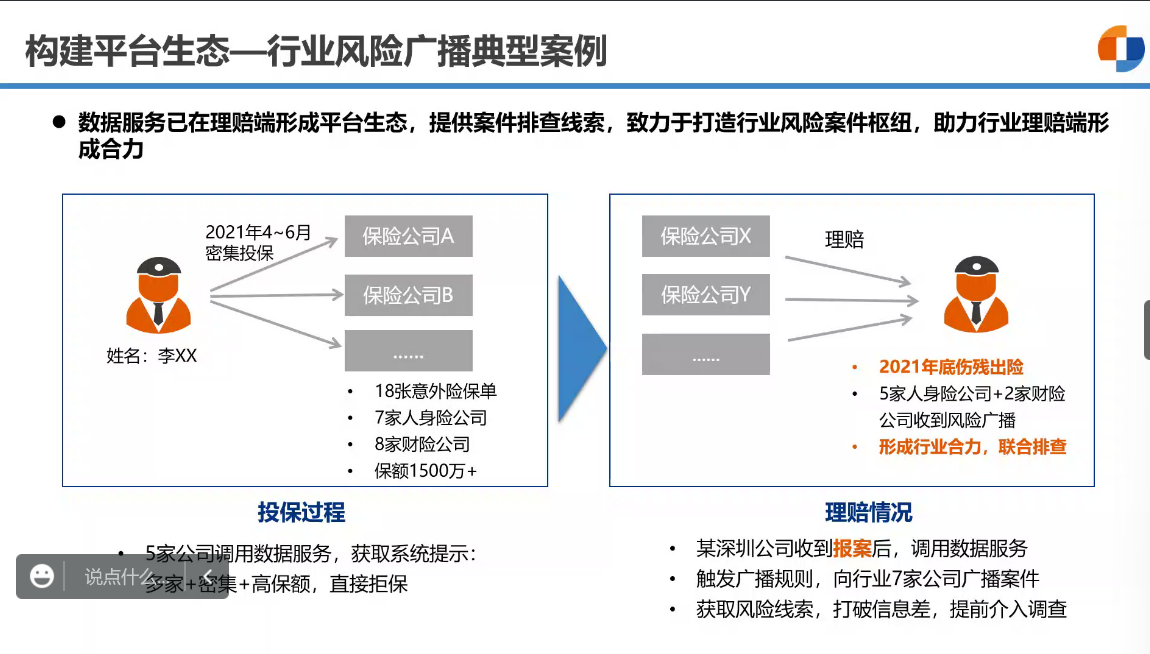 构建平台生态—行业风险广播典型案例
● 数据服务已在理赔端形成平台生态，提供案件排查线索，致力于打造行业风险案件枢纽，助力行业理赔端形
成合力
2021年4~6月
密集投保
姓名：李XX
保险公司A
保险公司B
……
• 18张意外险保单
• 7家人身险公司
• 8家财险公司
• 保额1500万+
保险公司X
保险公司Y
……
理赔
• 2021年底伤残出险
• 5家人身险公司+2家财险
公司收到风险广播
• 形成行业合力，联合排查
投保过程
• 5家公司调用数据服务，获取系统提示：
多家+密集+高保额，直接拒保
说点什么...
理赔情况
• 某深圳公司收到报案后，调用数据服务
• 触发广播规则，向行业7家公司广播案件
• 获取风险线索，打破信息差，提前介入调查